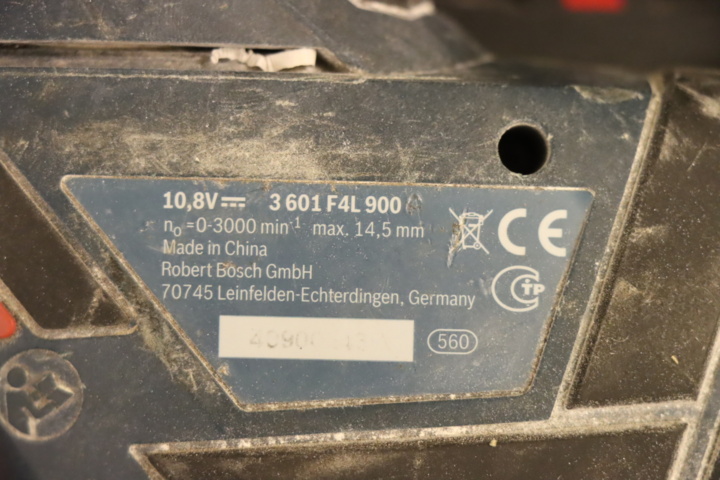 10,8V⎓ 3 601 F4L 900
n₀ =0-3000 min⁻¹ max. 14,5 mm
Made in China
Robert Bosch GmbH
70745 Leinfelden-Echterdingen, Germany
CE
TP
560